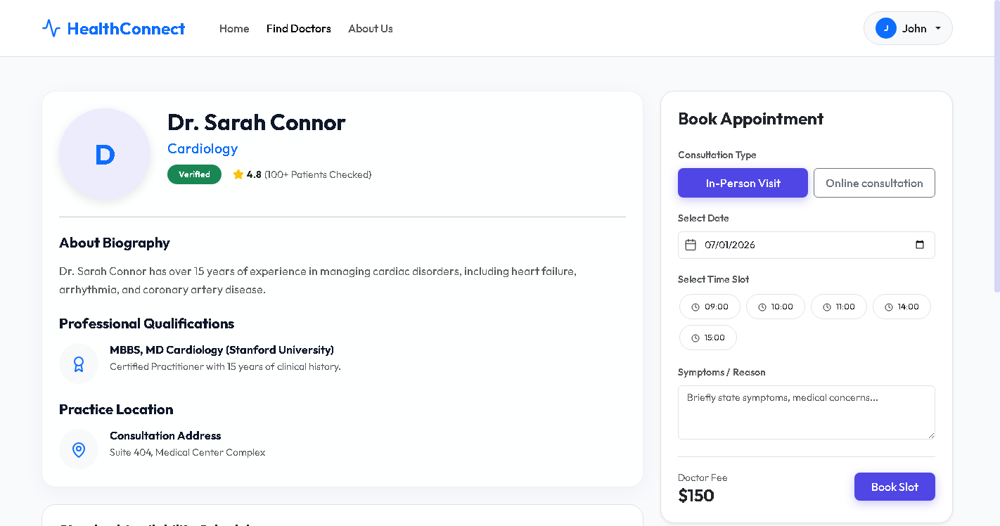 HealthConnect
Home
Find Doctors
About Us
J
John
D
Dr. Sarah Connor
Cardiology
Verified
4.8 (100+ Patients Checked)
About Biography
Dr. Sarah Connor has over 15 years of experience in managing cardiac disorders, including heart failure,
arrhythmia, and coronary artery disease.
Professional Qualifications
MBBS, MD Cardiology (Stanford University)
Certified Practitioner with 15 years of clinical history.
Practice Location
Consultation Address
Suite 404, Medical Center Complex
Book Appointment
Consultation Type
In-Person Visit
Online consultation
Select Date
07/01/2026
Select Time Slot
09:00
10:00
11:00
14:00
15:00
Symptoms / Reason
Briefly state symptoms, medical concerns...
Doctor Fee
$150
Book Slot